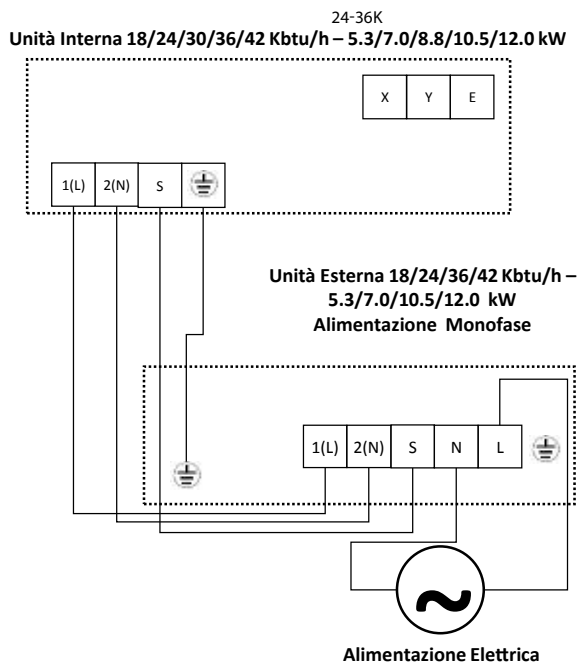 24-36K
Unità Interna 18/24/30/36/42 Kbtu/h – 5.3/7.0/8.8/10.5/12.0 kW
X Y E
1(L) 2(N) S
Unità Esterna 18/24/36/42 Kbtu/h –
5.3/7.0/10.5/12.0 kW
Alimentazione Monofase
1(L) 2(N) S N L
Alimentazione Elettrica